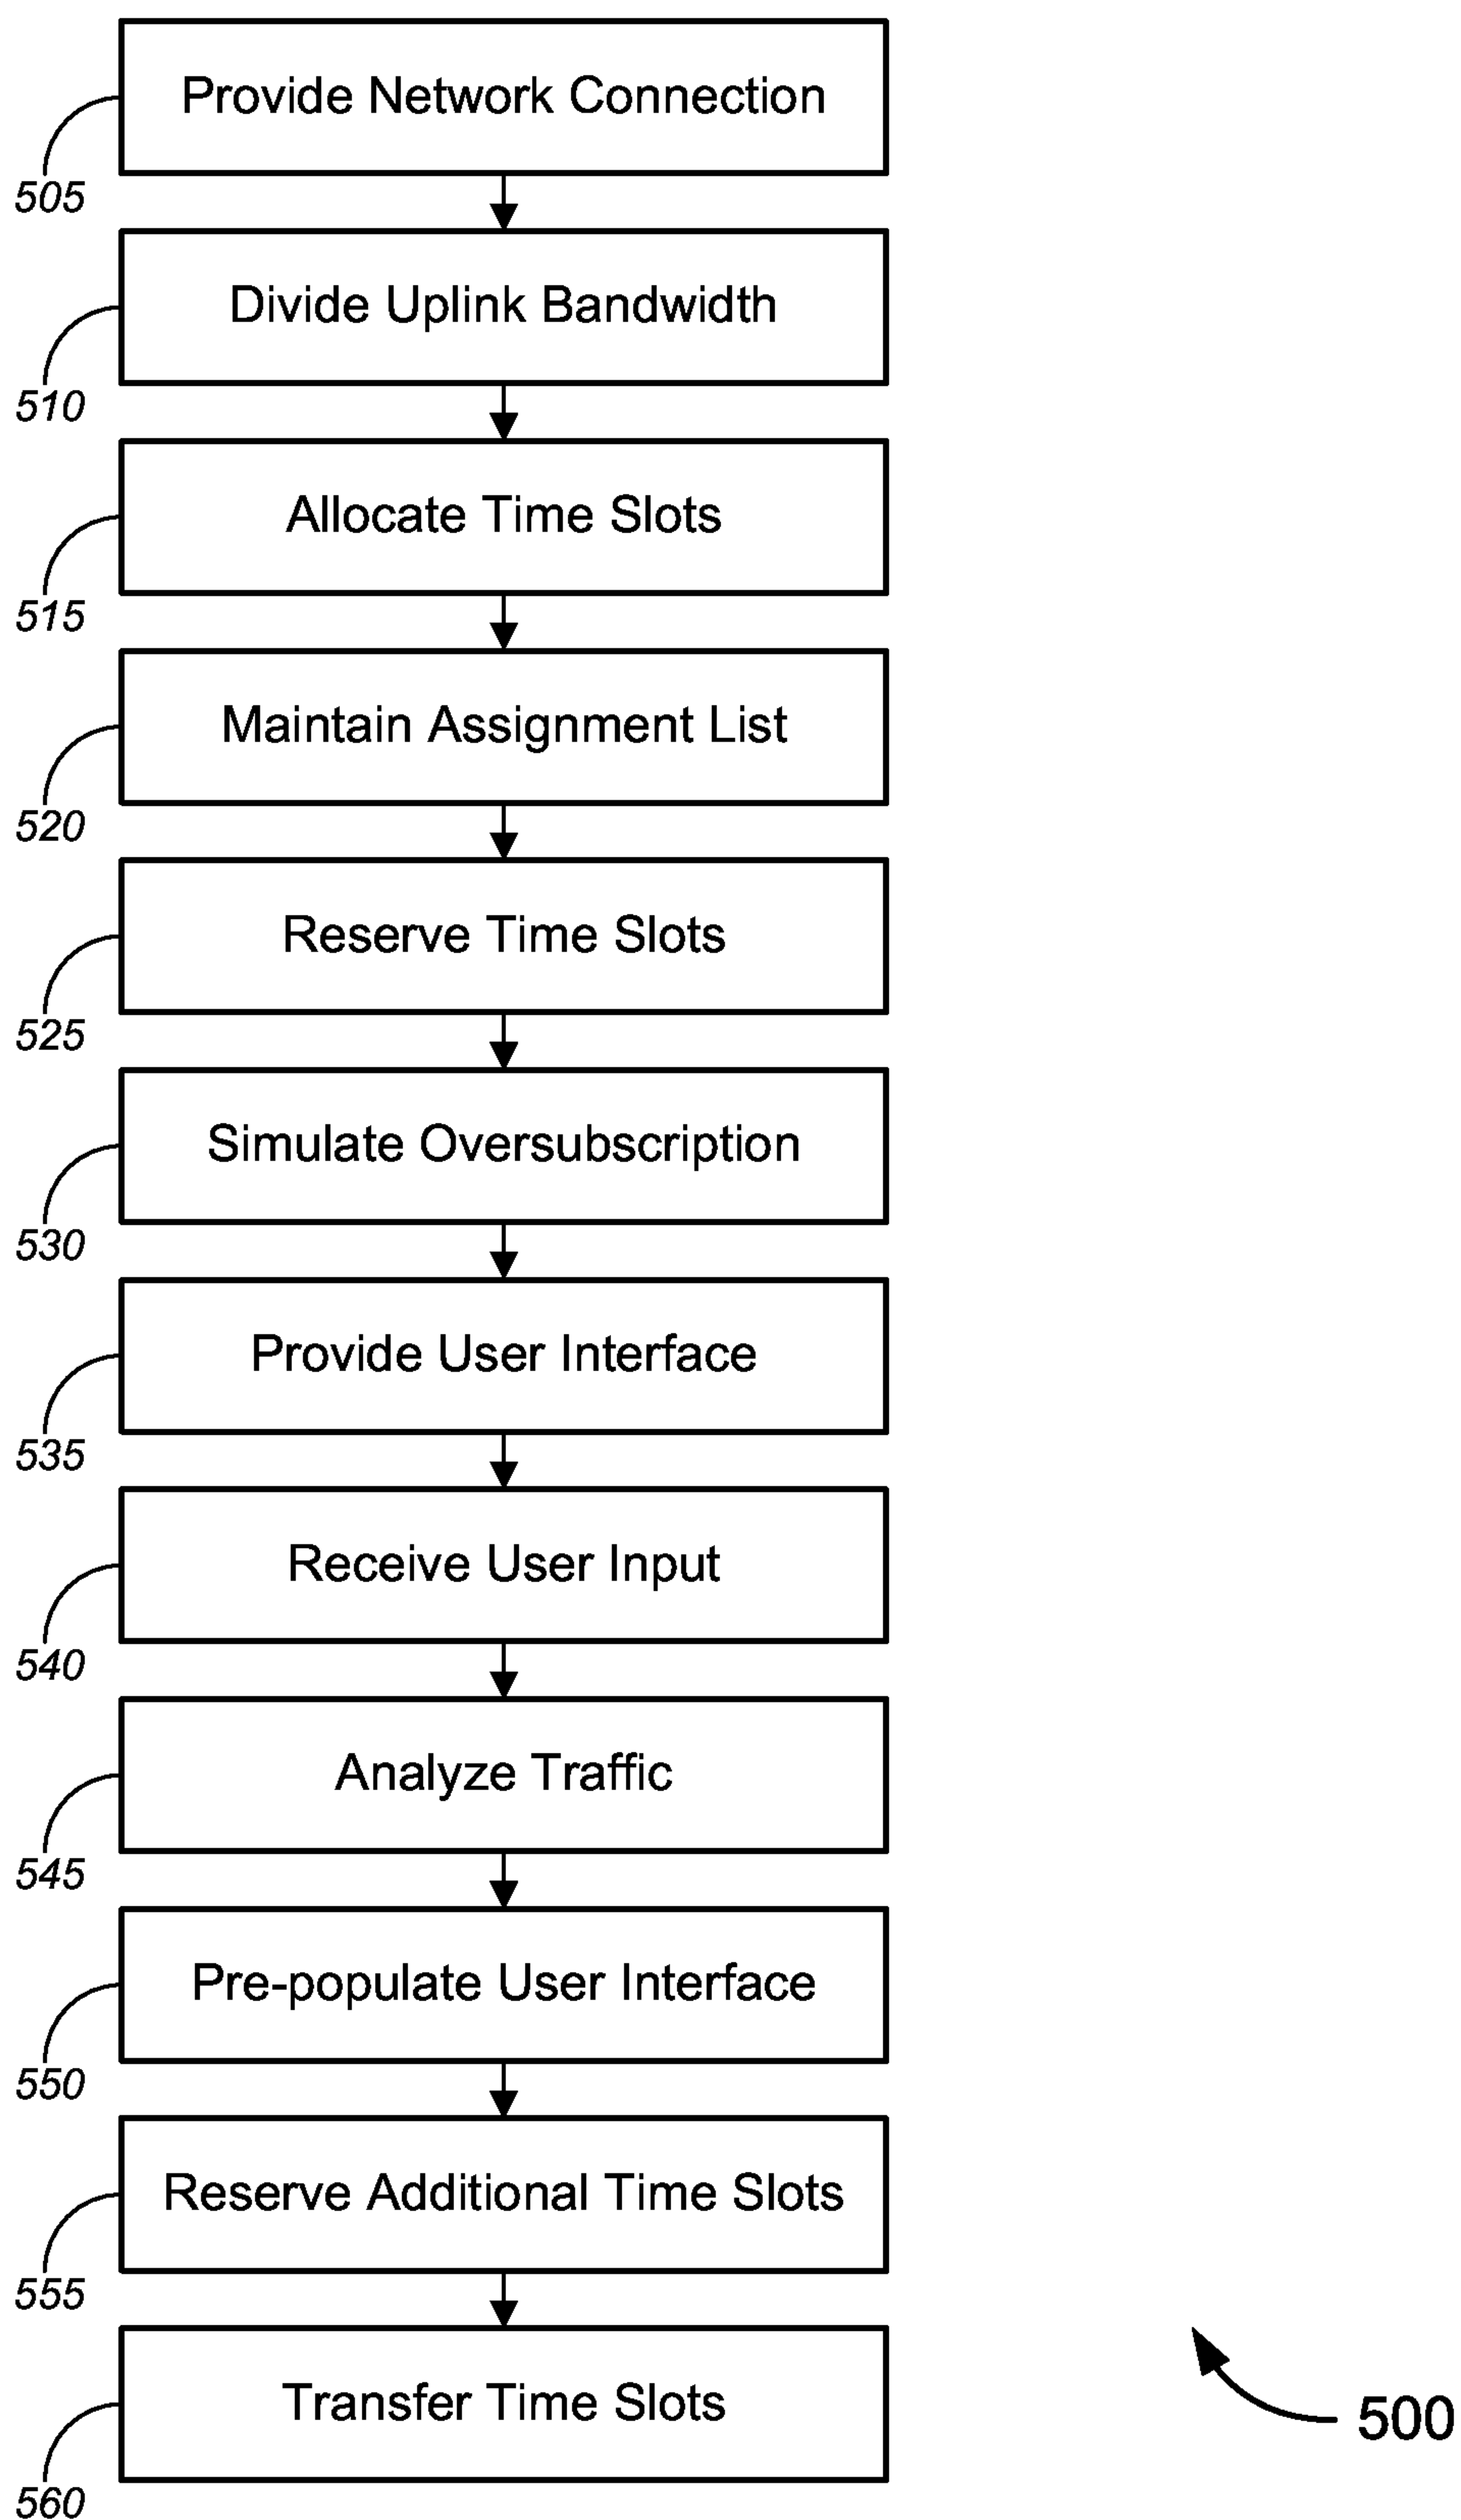 Provide Network Connection
505
Divide Uplink Bandwidth
510
Allocate Time Slots
515
Maintain Assignment List
520
Reserve Time Slots
525
Simulate Oversubscription
530
Provide User Interface
535
Receive User Input
540
Analyze Traffic
545
Pre-populate User Interface
550
Reserve Additional Time Slots
555
Transfer Time Slots
500
560